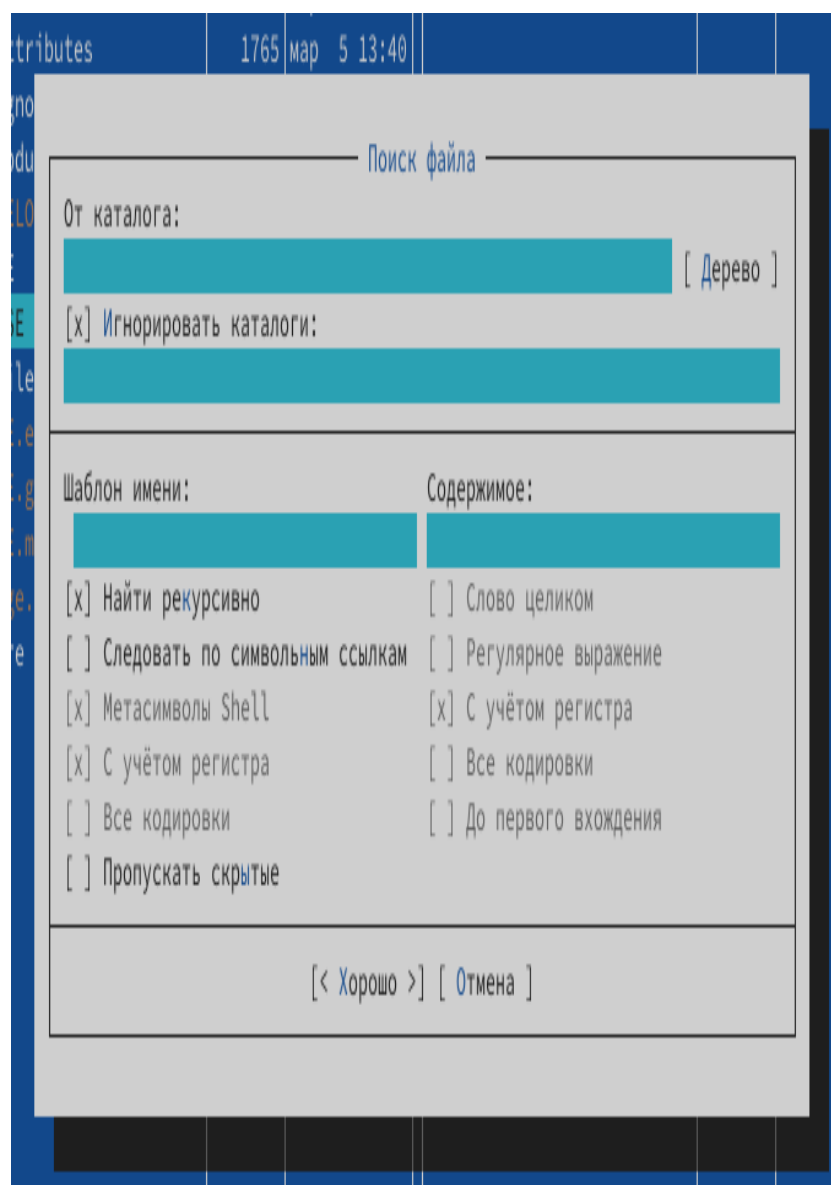 ttributes 1765 мар 5 13:40
Поиск файла
От каталога:
[ Дерево ]
[x] Игнорировать каталоги:
Шаблон имени: Содержимое:
[x] Найти рекурсивно [ ] Слово целиком
[ ] Следовать по символьным ссылкам [ ] Регулярное выражение
[x] Метасимволы Shell [x] С учётом регистра
[x] С учётом регистра [ ] Все кодировки
[ ] Все кодировки [ ] До первого вхождения
[ ] Пропускать скрытые
[< Хорошо >] [ Отмена ]